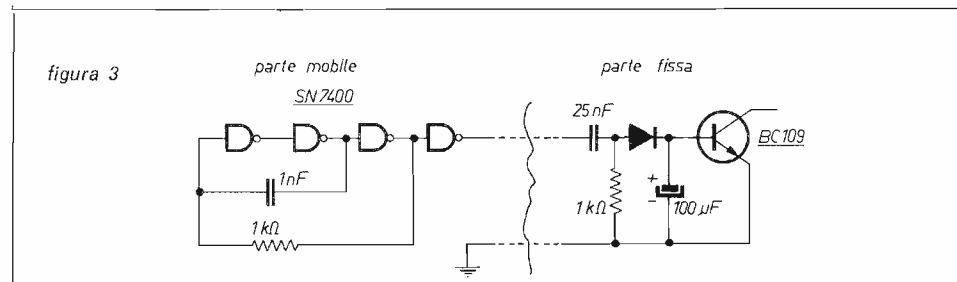 figura 3
parte mobile
SN7400
parte fissa
25nF
BC109
1nF
1kΩ
1kΩ
+
-
100µF